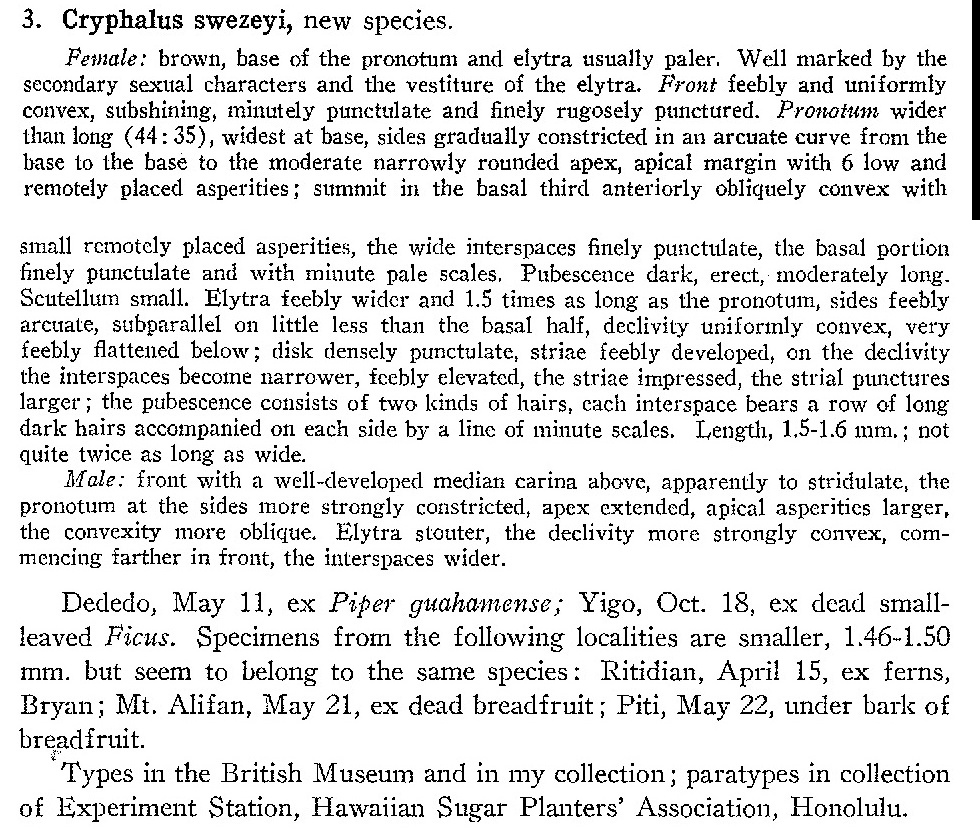 3. Cryphalus swezeyi, new species.
Female: brown, base of the pronotum and elytra usually paler. Well marked by the
secondary sexual characters and the vestiture of the elytra. Front feebly and uniformly
convex, subshining, minutely punctulate and finely rugosely punctured. Pronotum wider
than long (44:35), widest at base, sides gradually constricted in an arcuate curve from the
base to the base to the moderate narrowly rounded apex, apical margin with 6 low and
remotely placed asperities; summit in the basal third anteriorly obliquely convex with
small remotely placed asperities, the wide interspaces finely punctulate, the basal portion
finely punctulate and with minute pale scales. Pubescence dark, erect, moderately long.
Scutellum small. Elytra feebly wider and 1.5 times as long as the pronotum, sides feebly
arcuate, subparallel on little less than the basal half, declivity uniformly convex, very
feebly flattened below; disk densely punctulate, striae feebly developed, on the declivity
the interspaces become narrower, feebly elevated, the striae impressed, the strial punctures
larger; the pubescence consists of two kinds of hairs, each interspace bears a row of long
dark hairs accompanied on each side by a line of minute scales. Length, 1.5-1.6 mm.; not
quite twice as long as wide.
Male: front with a well-developed median carina above, apparently to stridulate, the
pronotum at the sides more strongly constricted, apex extended, apical asperities larger,
the convexity more oblique. Elytra stouter, the declivity more strongly convex, com-
mencing farther in front, the interspaces wider.
Dededo, May 11, ex Piper guahamense; Yigo, Oct. 18, ex dead small-
leaved Ficus. Specimens from the following localities are smaller, 1.46-1.50
mm. but seem to belong to the same species: Ritidian, April 15, ex ferns,
Bryan; Mt. Alifan, May 21, ex dead breadfruit; Piti, May 22, under bark of
breadfruit.
Types in the British Museum and in my collection; paratypes in collection
of Experiment Station, Hawaiian Sugar Planters' Association, Honolulu.